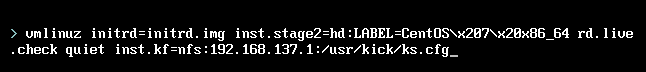 > vmlinuz initrd=initrd.img inst.stage2=hd:LABEL=CentOS\x207\x20x86_64 rd.live
.check quiet inst.kf=nfs:192.168.137.1:/usr/kick/ks.cfg_